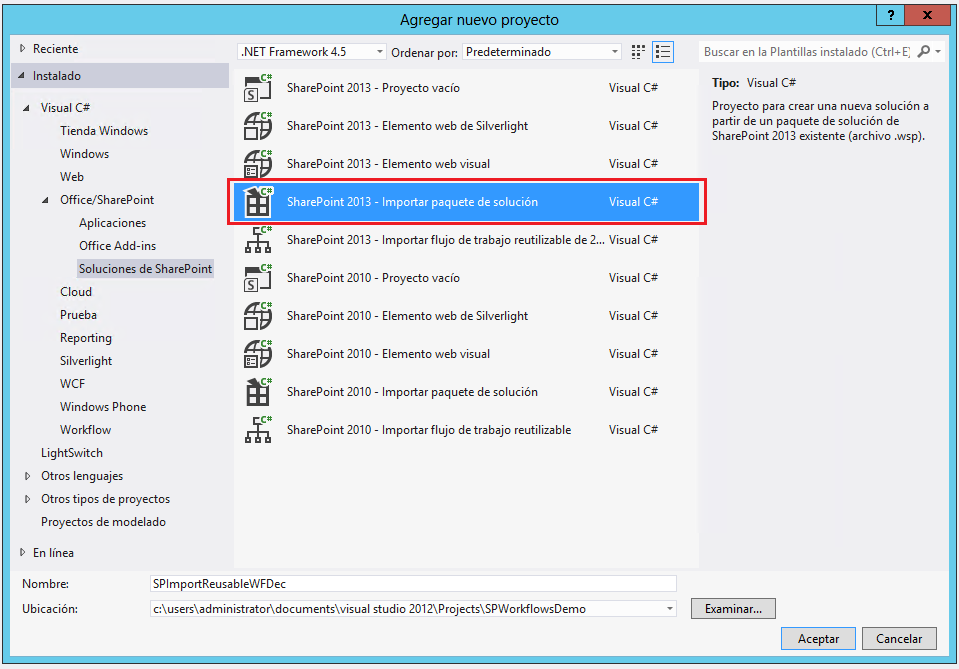 Agregar nuevo proyecto
?
x
Reciente
Instalado
Visual C#
Tienda Windows
Windows
Web
Office/SharePoint
Aplicaciones
Office Add-ins
Soluciones de SharePoint
Cloud
Prueba
Reporting
Silverlight
WCF
Windows Phone
Workflow
LightSwitch
Otros lenguajes
Otros tipos de proyectos
Proyectos de modelado
En línea
.NET Framework 4.5 Ordenar por: Predeterminado
C# SharePoint 2013 - Proyecto vacío Visual C#
C# SharePoint 2013 - Elemento web de Silverlight Visual C#
C# SharePoint 2013 - Elemento web visual Visual C#
C# SharePoint 2013 - Importar paquete de solución Visual C#
C# SharePoint 2013 - Importar flujo de trabajo reutilizable de 2... Visual C#
C# SharePoint 2010 - Proyecto vacío Visual C#
C# SharePoint 2010 - Elemento web de Silverlight Visual C#
C# SharePoint 2010 - Elemento web visual Visual C#
C# SharePoint 2010 - Importar paquete de solución Visual C#
C# SharePoint 2010 - Importar flujo de trabajo reutilizable Visual C#
Buscar en la Plantillas instalado (Ctrl+E)
Tipo: Visual C#
Proyecto para crear una nueva solución a
partir de un paquete de solución de
SharePoint 2013 existente (archivo .wsp).
Nombre: SPImportReusableWFDec
Ubicación: c:\users\administrator\documents\visual studio 2012\Projects\SPWorkflowsDemo Examinar...
Aceptar Cancelar